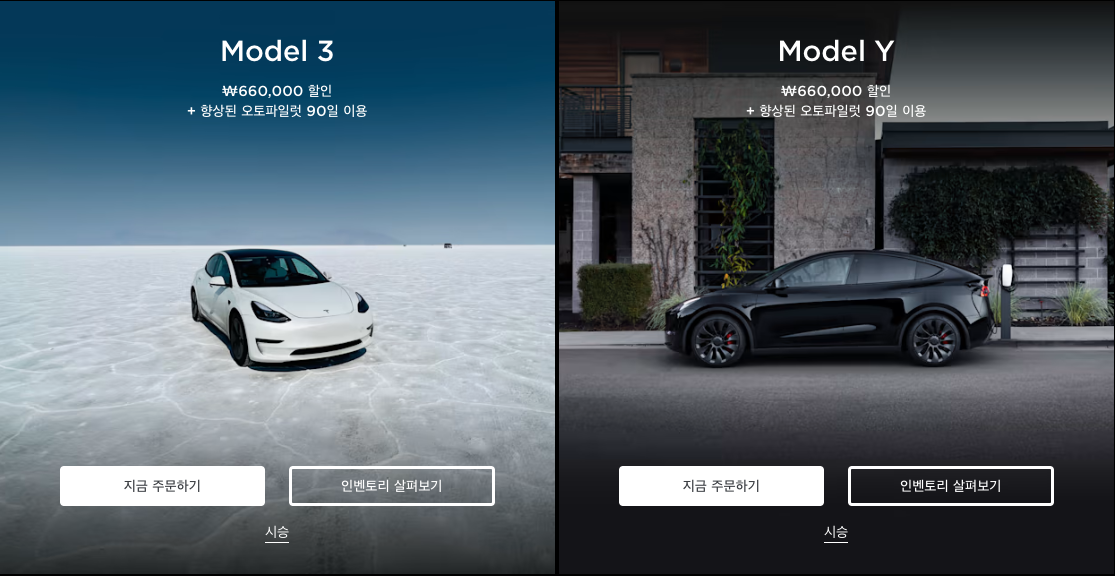 Model 3
₩660,000 할인
+ 향상된 오토파일럿 90일 이용
지금 주문하기
인벤토리 살펴보기
시승
Model Y
₩660,000 할인
+ 향상된 오토파일럿 90일 이용
지금 주문하기
인벤토리 살펴보기
시승